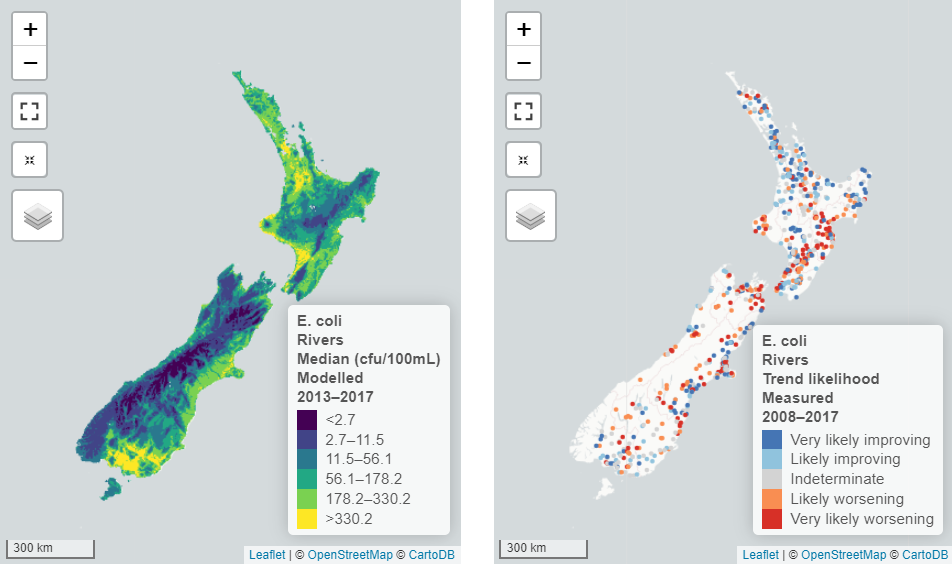 +
−
E. coli
Rivers
Median (cfu/100mL)
Modelled
2013–2017
<2.7
2.7–11.5
11.5–56.1
56.1–178.2
178.2–330.2
>330.2
300 km
Leaflet | © OpenStreetMap © CartoDB
+
−
E. coli
Rivers
Trend likelihood
Measured
2008–2017
Very likely improving
Likely improving
Indeterminate
Likely worsening
Very likely worsening
300 km
Leaflet | © OpenStreetMap © CartoDB